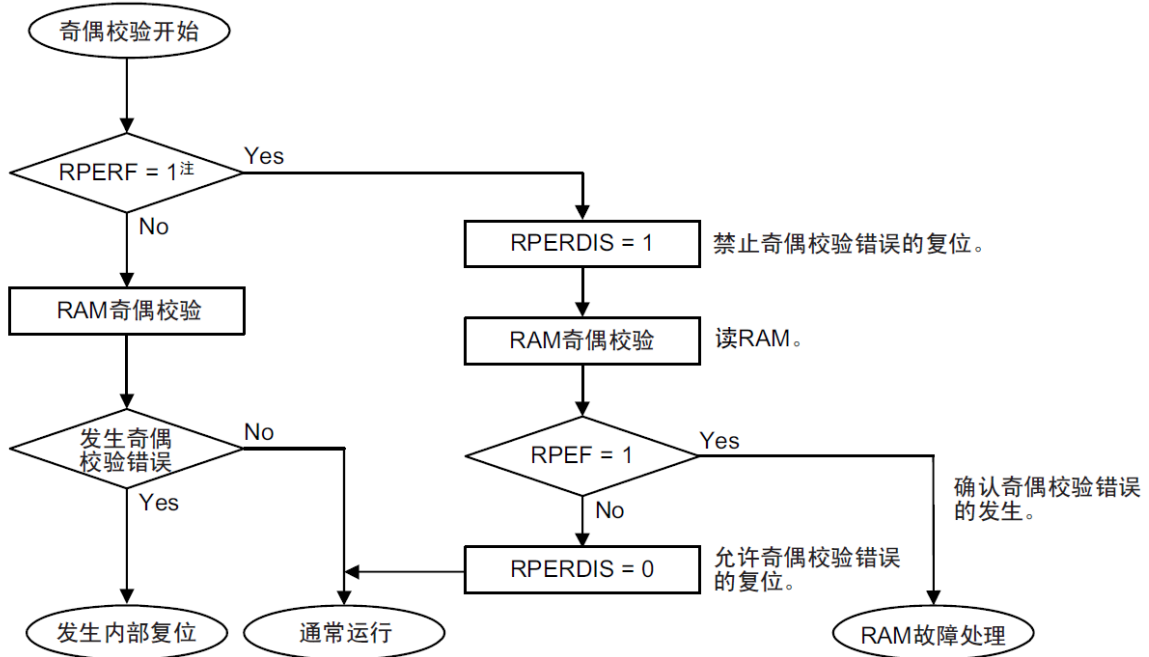 奇偶校验开始
RPERF = 1注
Yes
No
RPERDIS = 1
禁止奇偶校验错误的复位。
RAM奇偶校验
RAM奇偶校验
读RAM。
发生奇偶
校验错误
No
Yes
RPEF = 1
Yes
No
确认奇偶校验错误
的发生。
RPERDIS = 0
允许奇偶校验错误
的复位。
发生内部复位
通常运行
RAM故障处理